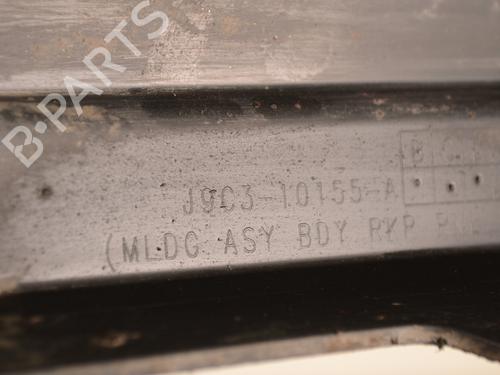 B-PARTS
B C
J9C3-10155-A
(MLDG ASY BDY RKP P